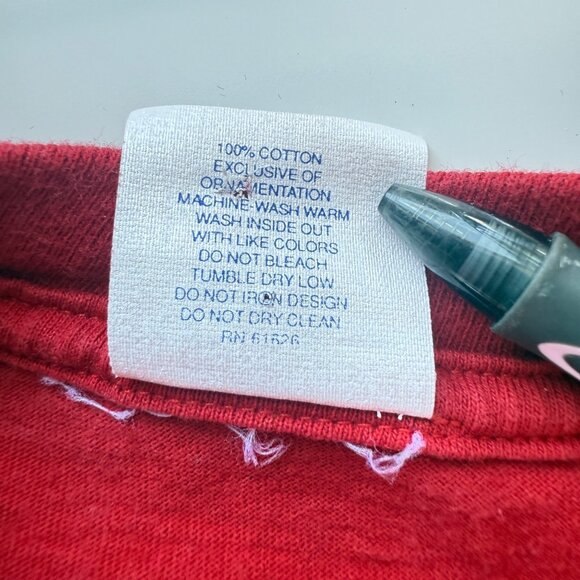 100% COTTON
EXCLUSIVE OF
ORNAMENTATION
MACHINE WASH WARM
WASH INSIDE OUT
WITH LIKE COLORS
DO NOT BLEACH
TUMBLE DRY LOW
DO NOT IRON DESIGN
DO NOT DRY CLEAN
RN 61626